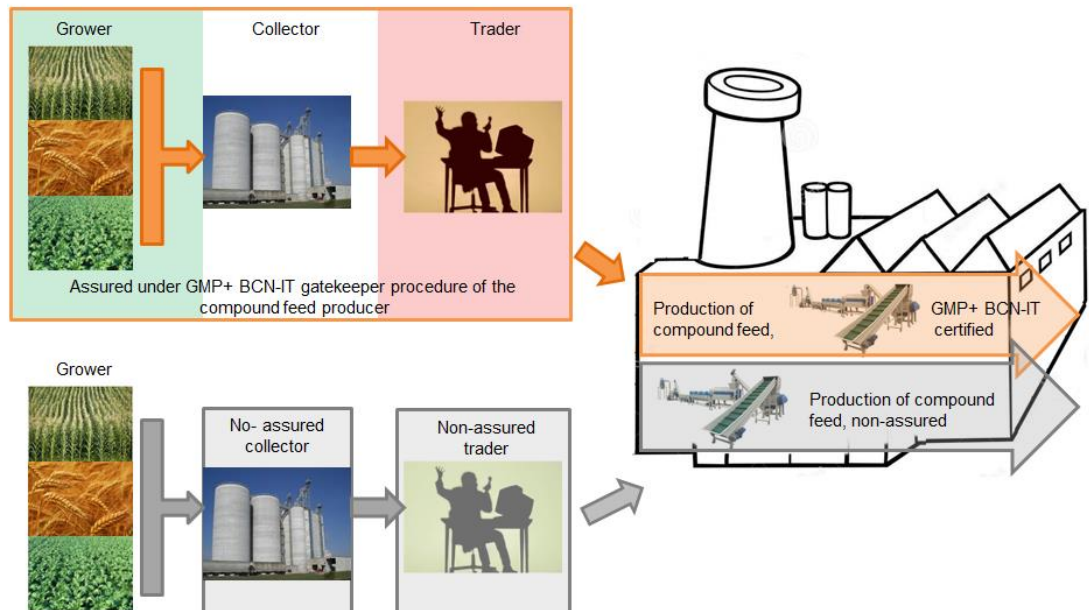 Grower
Collector
Trader
Assured under GMP+ BCN-IT gatekeeper procedure of the
compound feed producer
Production of
compound feed,
GMP+ BCN-IT
certified
Production of compound
feed, non-assured
Grower
No- assured
collector
Non-assured
trader